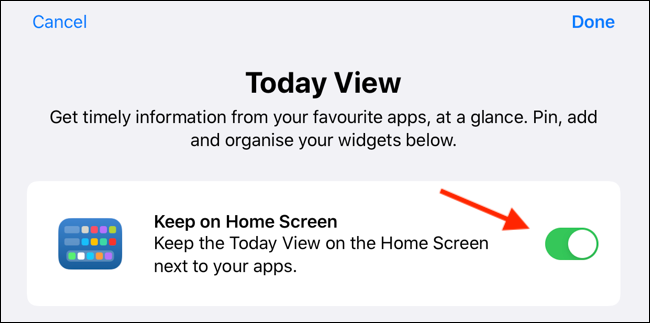 Cancel
Done
Today View
Get timely information from your favourite apps, at a glance. Pin, add
and organise your widgets below.
Keep on Home Screen
Keep the Today View on the Home Screen
next to your apps.